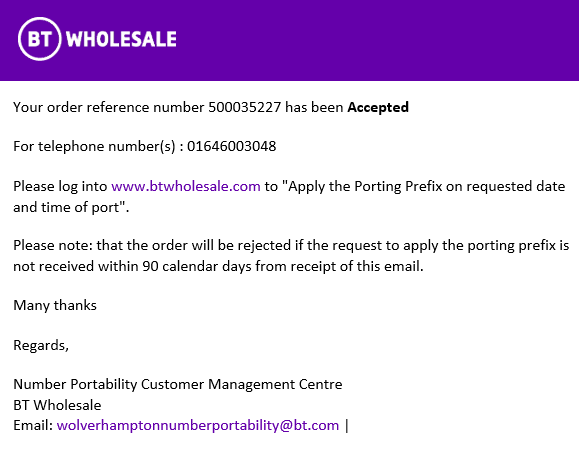 BT WHOLESALE
Your order reference number 500035227 has been Accepted
For telephone number(s) : 01646003048
Please log into www.btwholesale.com to "Apply the Porting Prefix on requested date
and time of port".
Please note: that the order will be rejected if the request to apply the porting prefix is
not received within 90 calendar days from receipt of this email.
Many thanks
Regards,
Number Portability Customer Management Centre
BT Wholesale
Email: wolverhamptonnumberportability@bt.com |